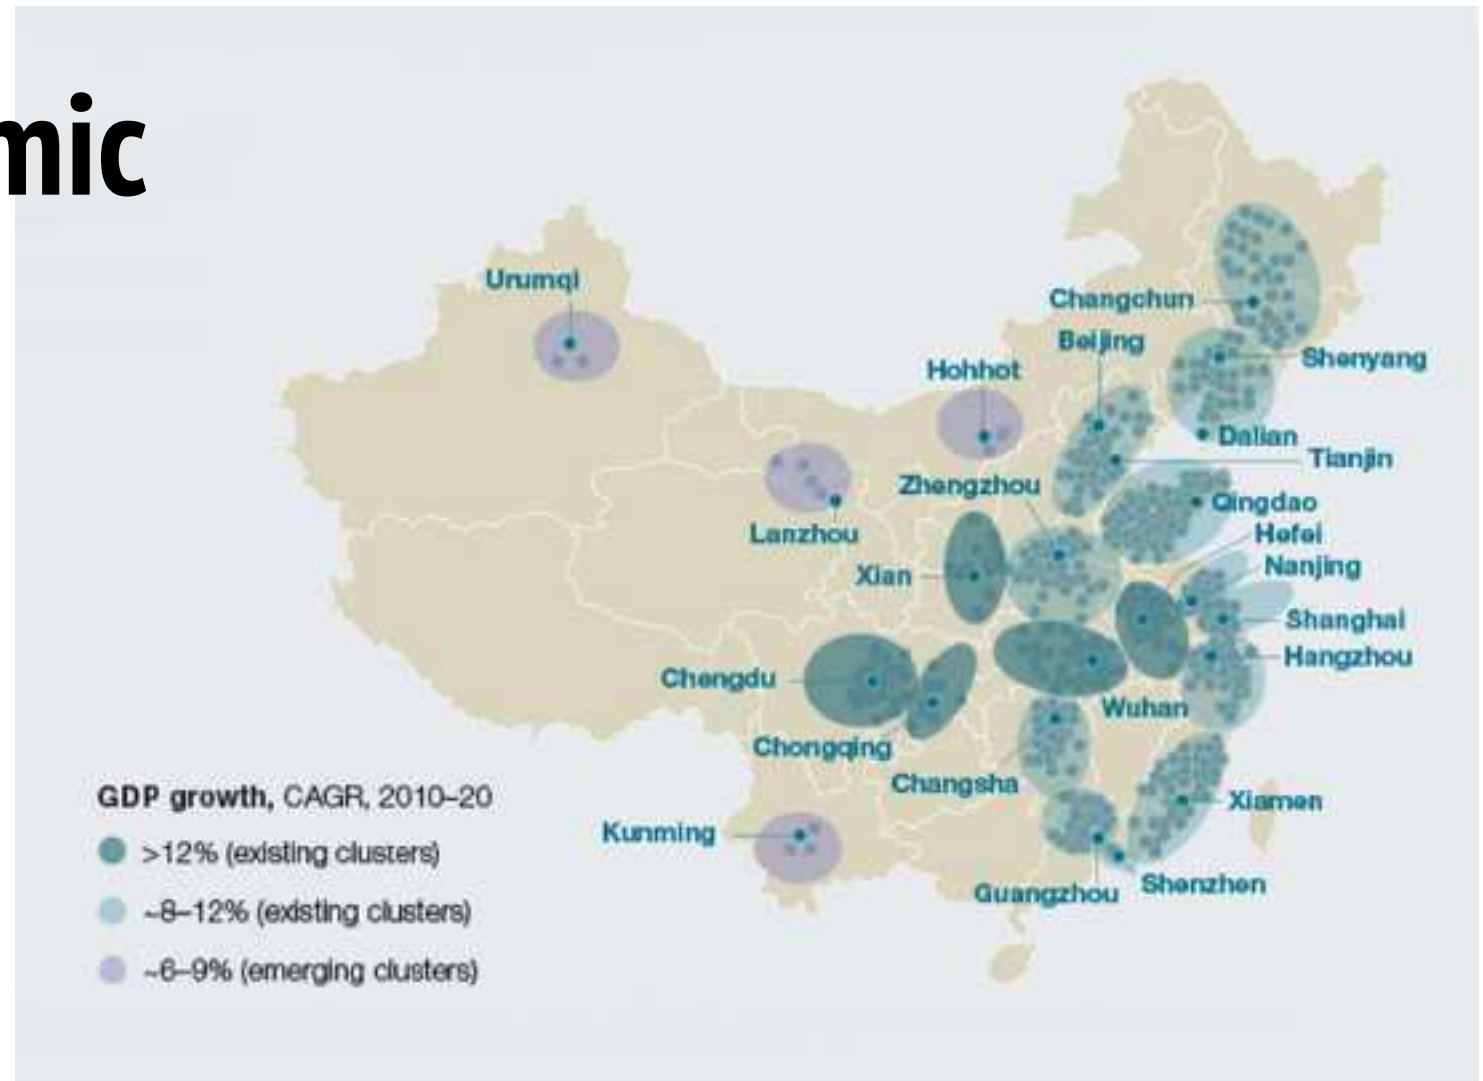 mic
Urumqi
Changchun
Beijing
Shenyang
Hohhot
Dalian
Tianjin
Zhengzhou
Qingdao
Hefei
Lanzhou
Nanjing
Xian
Shanghai
Hangzhou
Chengdu
Wuhan
Chongqing
Changsha
Xiamen
Kunming
Shenzhen
Guangzhou
GDP growth, CAGR, 2010–20
>12% (existing clusters)
~8–12% (existing clusters)
~6–9% (emerging clusters)